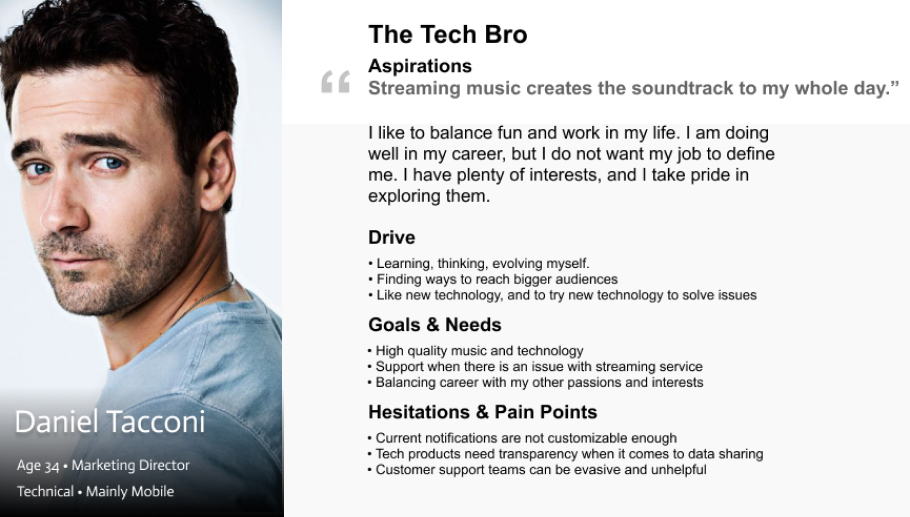 The Tech Bro
Aspirations
“ Streaming music creates the soundtrack to my whole day.”
I like to balance fun and work in my life. I am doing
well in my career, but I do not want my job to define
me. I have plenty of interests, and I take pride in
exploring them.
Drive
• Learning, thinking, evolving myself.
• Finding ways to reach bigger audiences
• Like new technology, and to try new technology to solve issues
Goals & Needs
• High quality music and technology
• Support when there is an issue with streaming service
• Balancing career with my other passions and interests
Hesitations & Pain Points
• Current notifications are not customizable enough
• Tech products need transparency when it comes to data sharing
• Customer support teams can be evasive and unhelpful
Daniel Tacconi
Age 34 • Marketing Director
Technical • Mainly Mobile